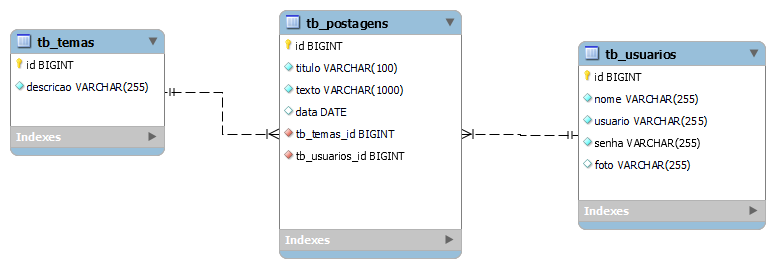 tb_temas
id BIGINT
descricao VARCHAR(255)
Indexes
tb_postagens
id BIGINT
titulo VARCHAR(100)
texto VARCHAR(1000)
data DATE
tb_temas_id BIGINT
tb_usuarios_id BIGINT
Indexes
tb_usuarios
id BIGINT
nome VARCHAR(255)
usuario VARCHAR(255)
senha VARCHAR(255)
foto VARCHAR(255)
Indexes